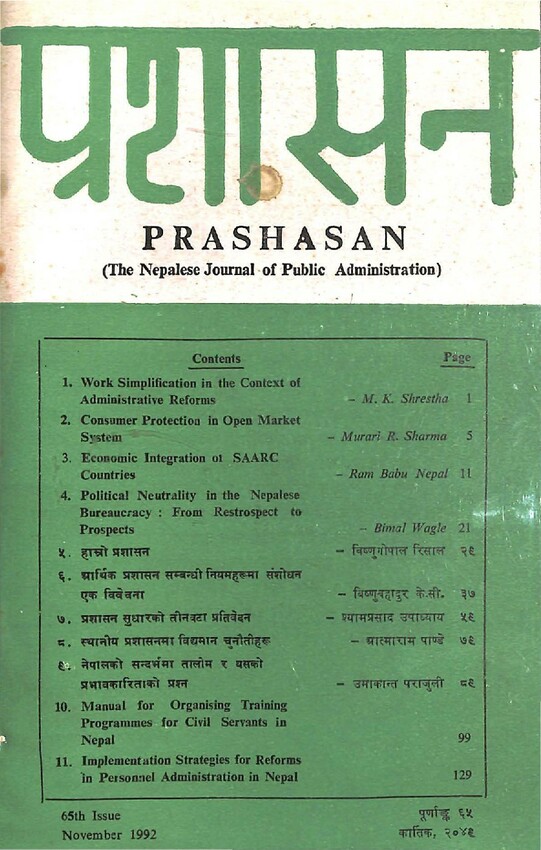 प्रशासन
PRASHASAN
(The Nepalese Journal of Public Administration)
Contents Page
1. Work Simplification in the Context of
Administrative Reforms – M. K. Shrestha 1
2. Consumer Protection in Open Market
System – Murari R. Sharma 5
3. Economic Integration of SAARC
Countries – Ram Babu Nepal 11
4. Political Neutrality in the Nepalese
Bureaucracy : From Restrospect to
Prospects – Bimal Wagle 21
५. हाम्रो प्रशासन – विष्णुगोपाल रिसाल २९
६. आर्थिक प्रशासन सम्बन्धी नियमहरूमा संशोधन
एक विवेचना – विष्णुबहादुर के.सी. ३७
७. प्रशासन सुधारको तीनवटा प्रतिवेदन – श्यामप्रसाद उपाध्याय ५९
८. स्थानीय प्रशासनमा विद्यमान चुनौतीहरू – आत्माराम पाण्डे ७९
९. नेपालको सन्दर्भमा तालीम र यसको
प्रभावकारिताको प्रश्न – उमाकान्त पराजुली ८९
10. Manual for Organising Training
Programmes for Civil Servants in
Nepal 99
11. Implementation Strategies for Reforms
in Personnel Administration in Nepal 129
65th Issue पूर्णाङ्क ६५
November 1992 कात्तिक, २०४९